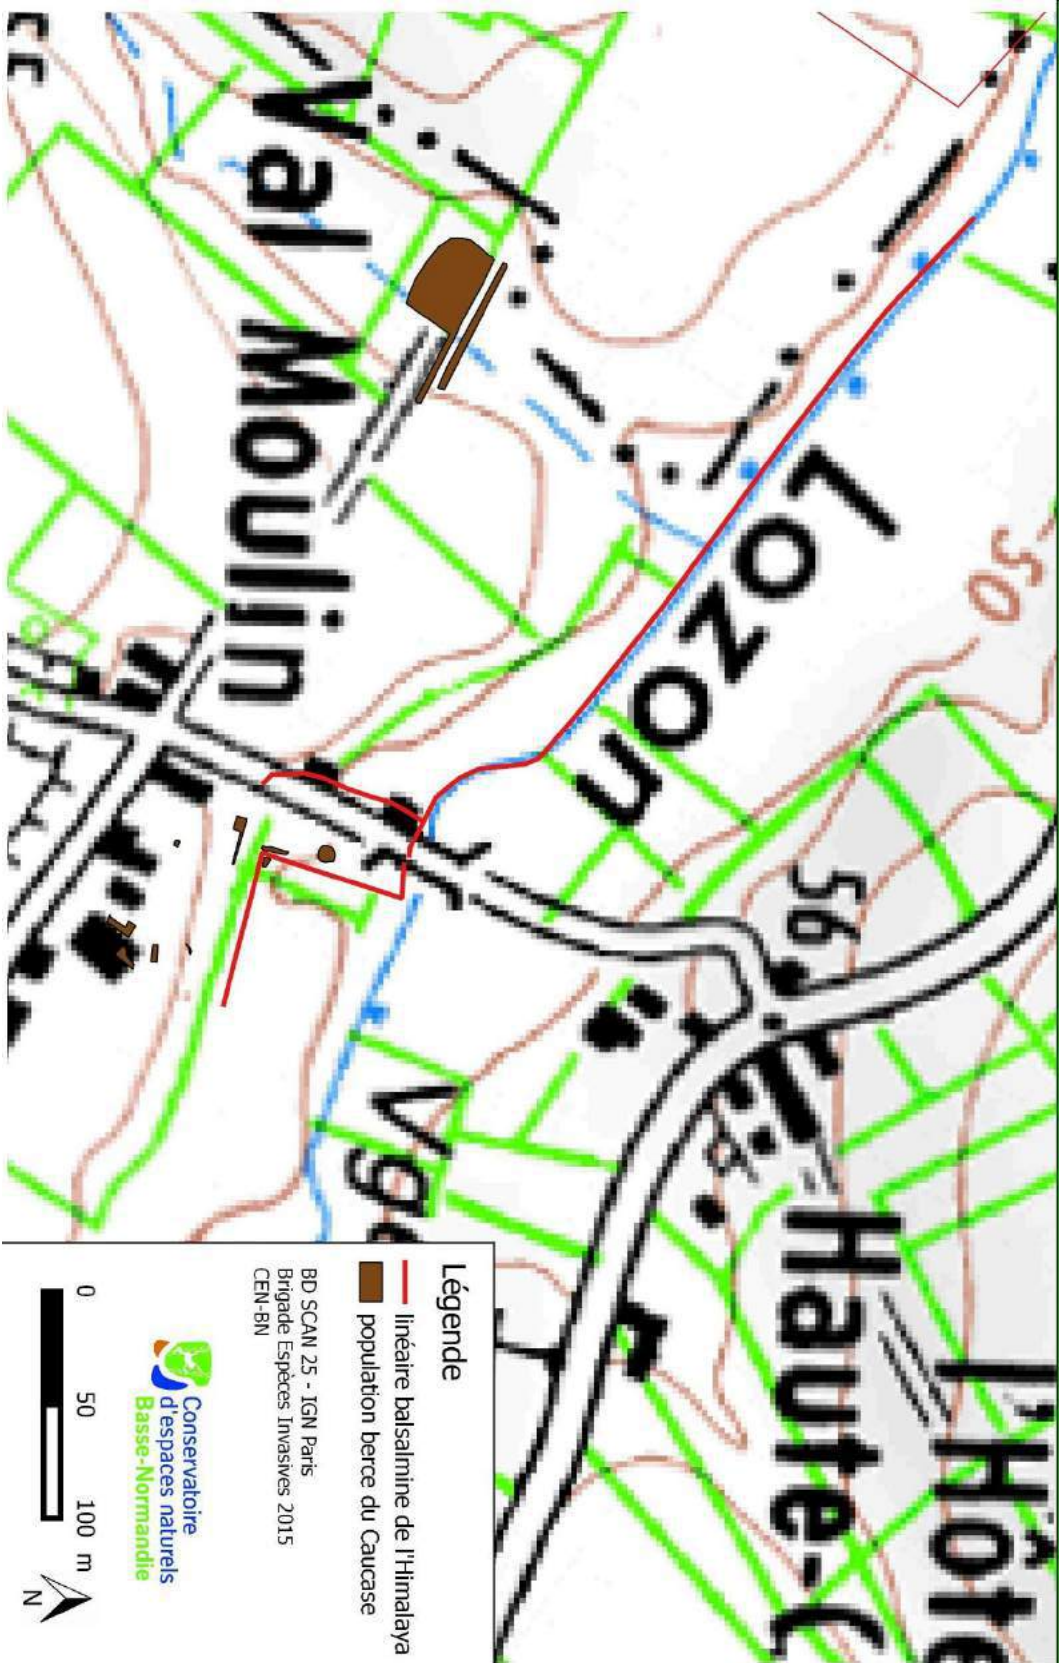 Val Moulin
Lozon
50
56
l'Hôte
Haute-C
Vge
Légende
linéaire balsalmine de l'Himalaya
population berce du Caucase
BD SCAN 25 - IGN Paris
Brigade Espèces Invasives 2015
CEN-BN
Conservatoire
d'espaces naturels
Basse-Normandie
0 50 100 m
N